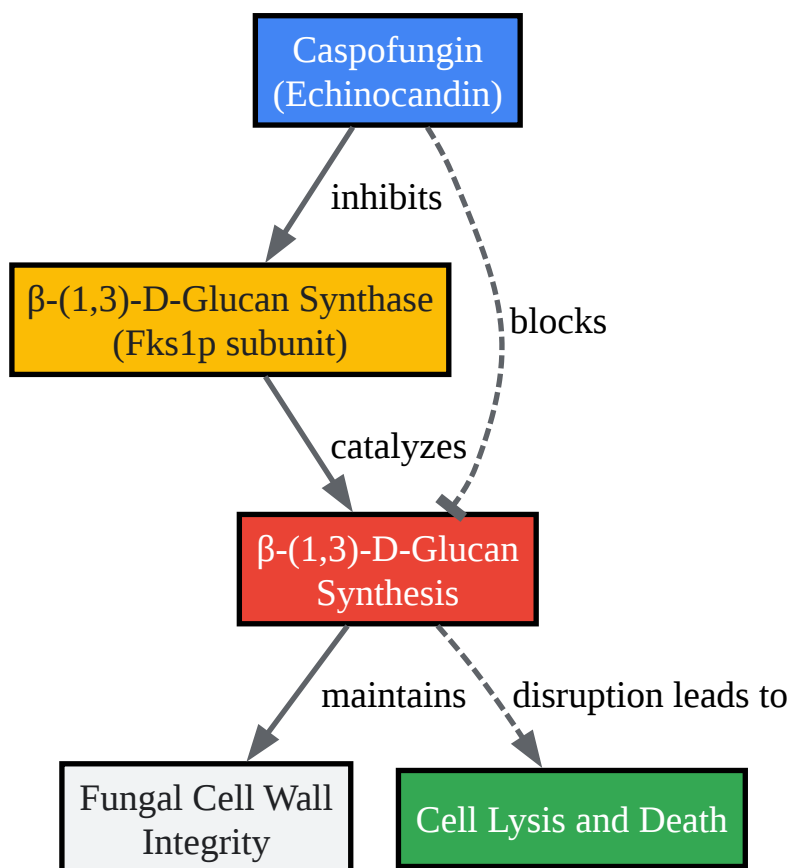 Caspofungin
(Echinocandin)
inhibits
β-(1,3)-D-Glucan Synthase
(Fks1p subunit)
blocks
catalyzes
β-(1,3)-D-Glucan
Synthesis
maintains
disruption leads to
Fungal Cell Wall
Integrity
Cell Lysis and Death